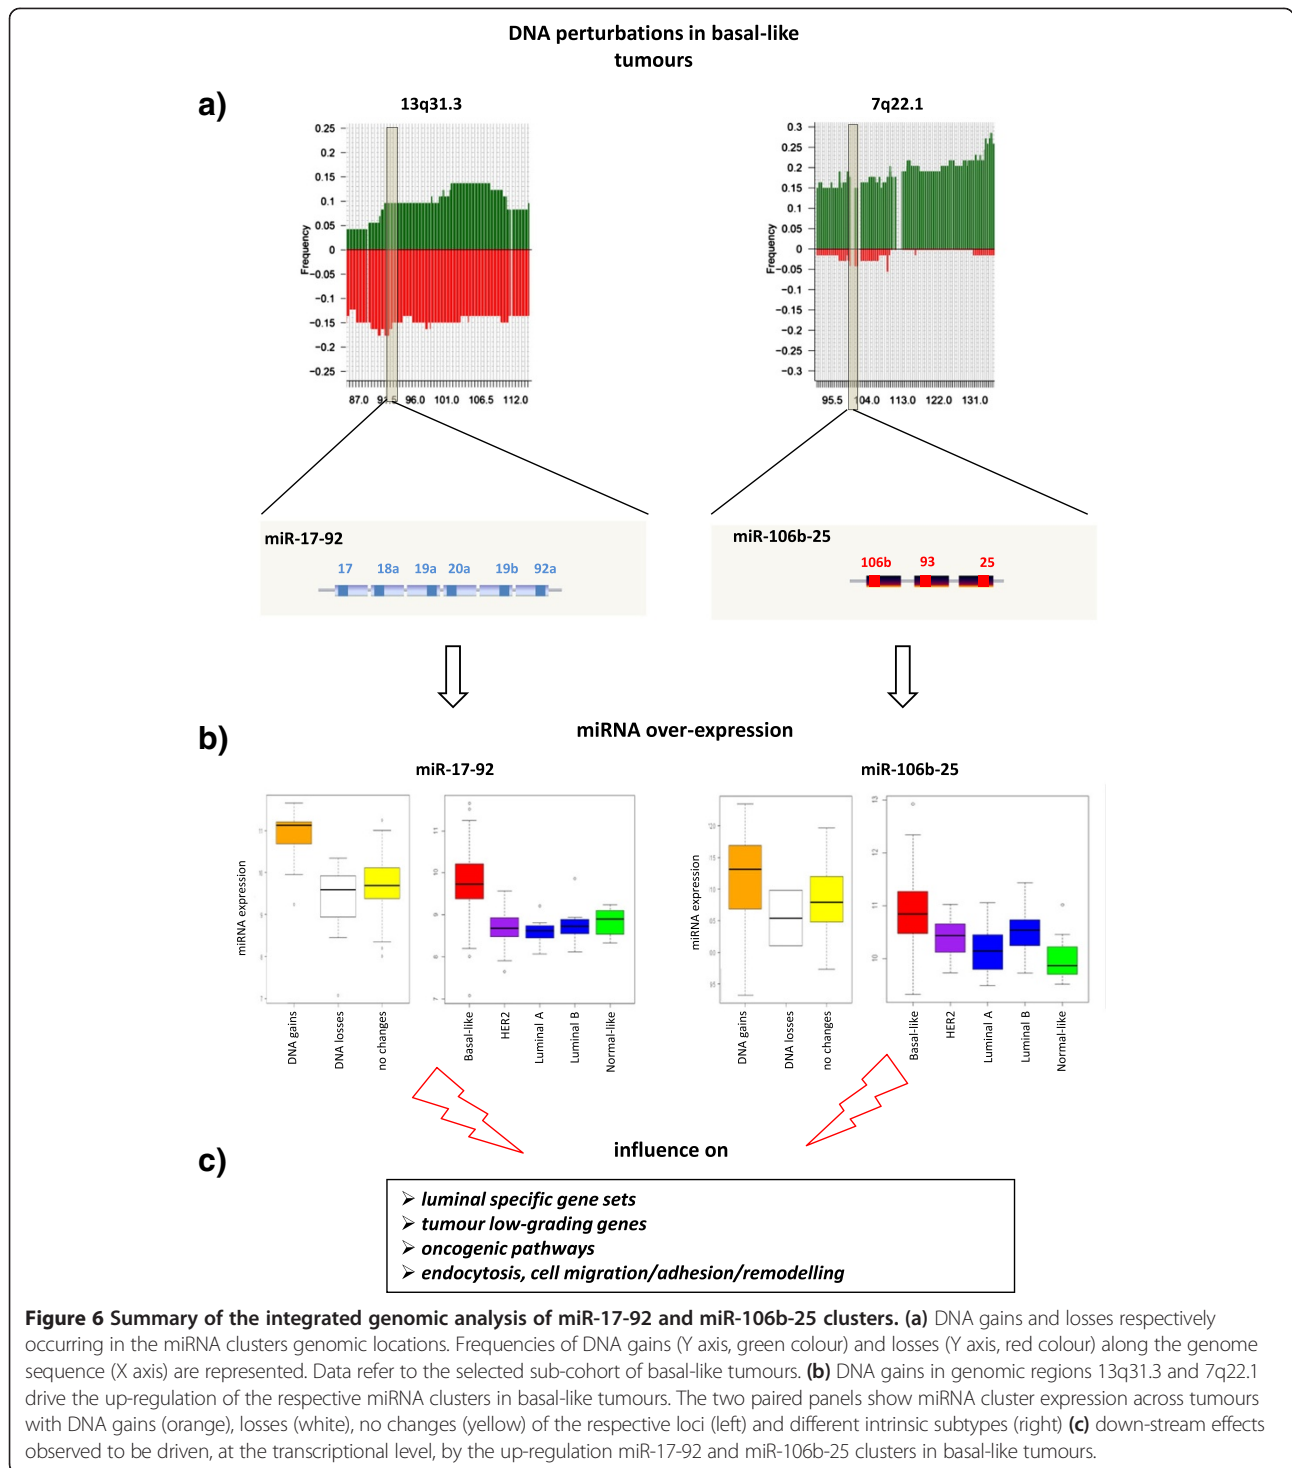 DNA perturbations in basal-like
tumours
a)
13q31.3
7q22.1
Frequency
0.25
0.2
0.15
0.1
0.05
0
−0.05
−0.1
−0.15
−0.2
−0.25
87.0 91.5 96.0 101.0 106.5 112.0
Frequency
0.3
0.25
0.2
0.15
0.1
0.05
0
−0.05
−0.1
−0.15
−0.2
−0.25
−0.3
95.5 104.0 113.0 122.0 131.0
miR-17-92
17 18a 19a 20a 19b 92a
miR-106b-25
106b 93 25
b)
miRNA over-expression
miR-17-92
miR-106b-25
miRNA expression
DNA gains
DNA losses
no changes
11
10
9
8
7
Basal-like
HER2
Luminal A
Luminal B
Normal-like
miRNA expression
DNA gains
DNA losses
no changes
13
12
11
10
Basal-like
HER2
Luminal A
Luminal B
Normal-like
c)
influence on
➢ luminal specific gene sets
➢ tumour low-grading genes
➢ oncogenic pathways
➢ endocytosis, cell migration/adhesion/remodelling
Figure 6 Summary of the integrated genomic analysis of miR-17-92 and miR-106b-25 clusters. (a) DNA gains and losses respectively
occurring in the miRNA clusters genomic locations. Frequencies of DNA gains (Y axis, green colour) and losses (Y axis, red colour) along the genome
sequence (X axis) are represented. Data refer to the selected sub-cohort of basal-like tumours. (b) DNA gains in genomic regions 13q31.3 and 7q22.1
drive the up-regulation of the respective miRNA clusters in basal-like tumours. The two paired panels show miRNA cluster expression across tumours
with DNA gains (orange), losses (white), no changes (yellow) of the respective loci (left) and different intrinsic subtypes (right) (c) down-stream effects
observed to be driven, at the transcriptional level, by the up-regulation miR-17-92 and miR-106b-25 clusters in basal-like tumours.